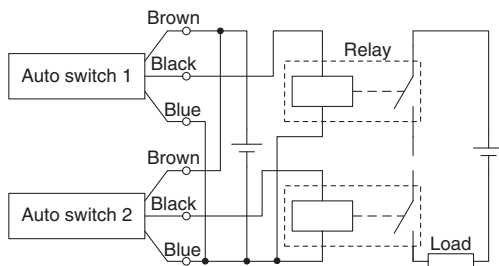 Brown
Auto switch 1
Black
Blue
Relay
Brown
Auto switch 2
Black
Blue
Load